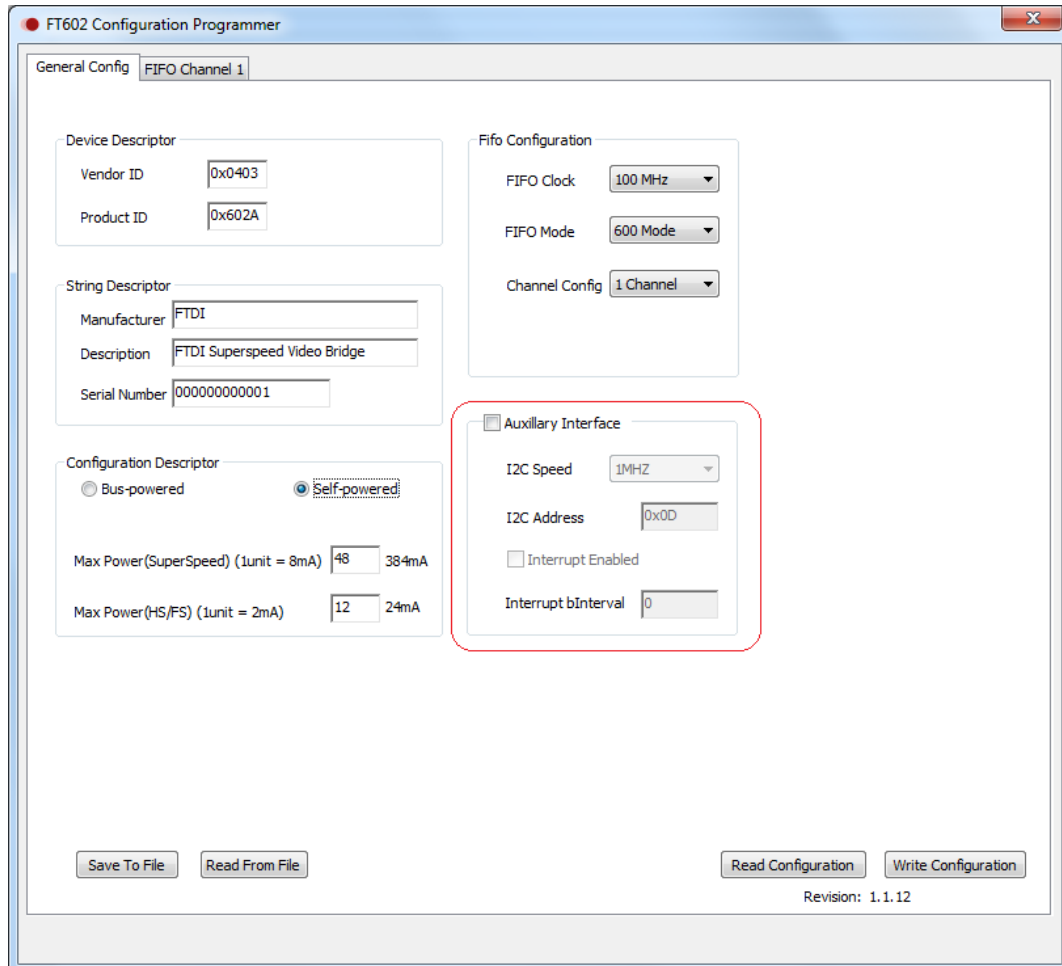 FT602 Configuration Programmer
General Config
FIFO Channel 1
Device Descriptor
Vendor ID 0x0403
Product ID 0x602A
String Descriptor
Manufacturer FTDI
Description FTDI Superspeed Video Bridge
Serial Number 000000000001
Configuration Descriptor
Bus-powered Self-powered
Max Power(SuperSpeed) (1unit = 8mA) 48 384mA
Max Power(HS/FS) (1unit = 2mA) 12 24mA
Fifo Configuration
FIFO Clock 100 MHz
FIFO Mode 600 Mode
Channel Config 1 Channel
Auxillary Interface
I2C Speed 1MHZ
I2C Address 0x0D
Interrupt Enabled
Interrupt bInterval 0
Save To File Read From File
Read Configuration Write Configuration
Revision: 1.1.12